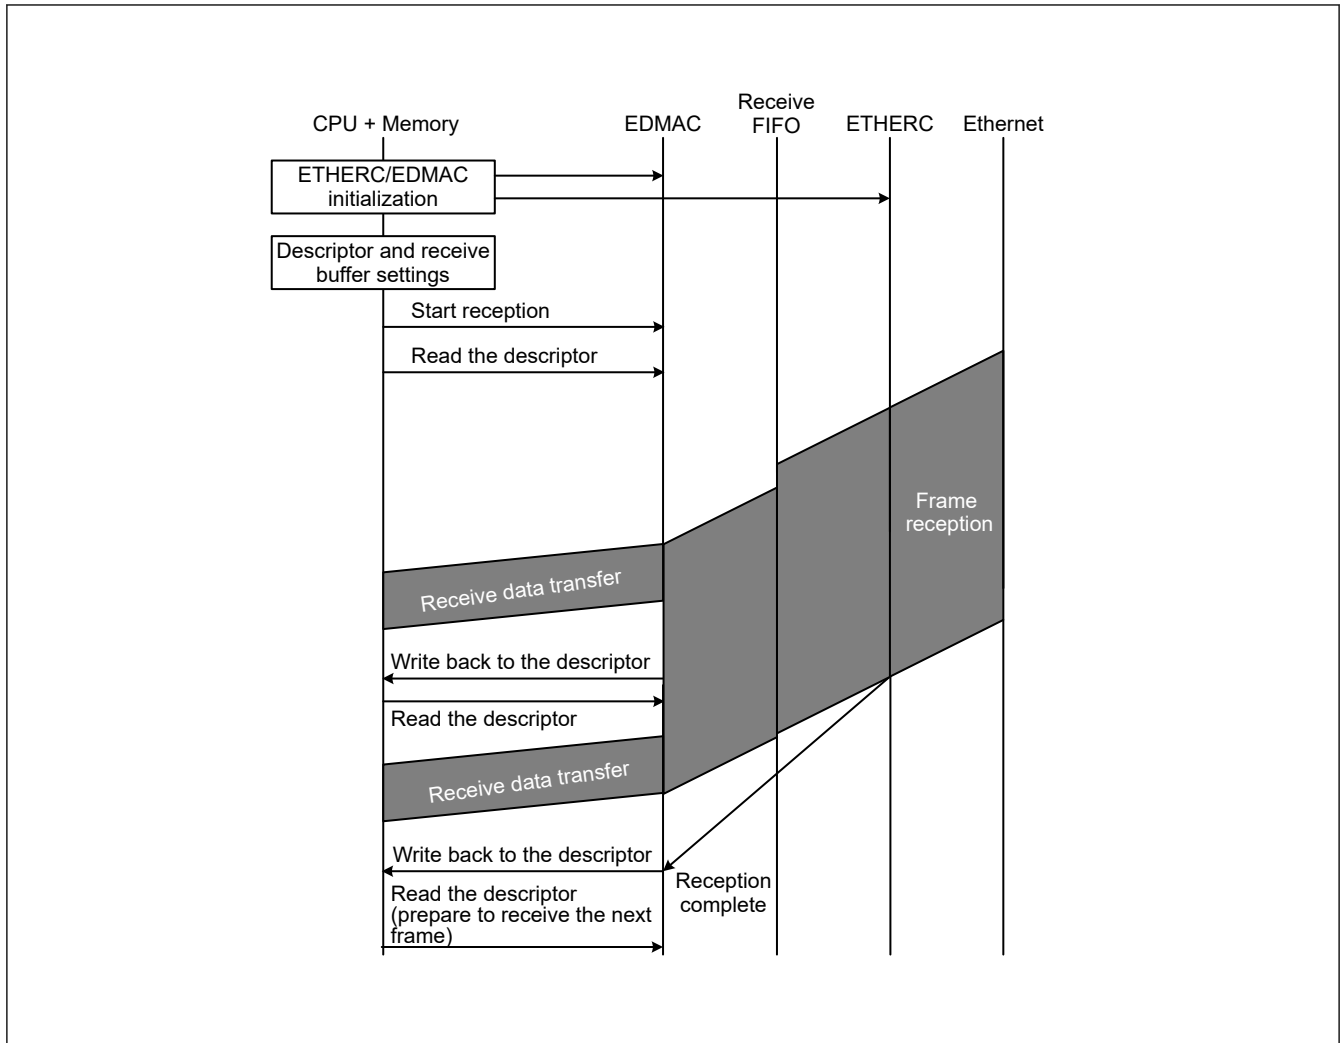 Receive
CPU + Memory EDMAC FIFO ETHERC Ethernet
ETHERC/EDMAC
initialization
Descriptor and receive
buffer settings
Start reception
Read the descriptor
Frame
reception
Receive data transfer
Write back to the descriptor
Read the descriptor
Receive data transfer
Write back to the descriptor
Reception
complete
Read the descriptor
(prepare to receive the next
frame)